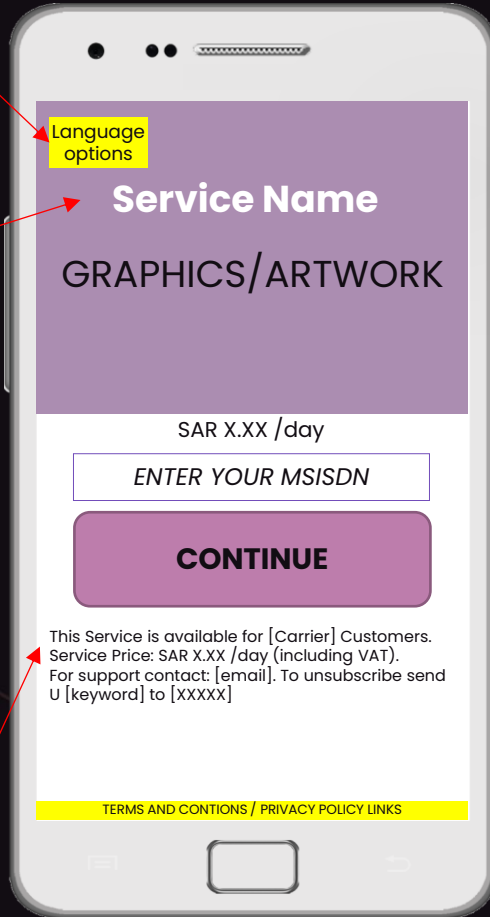 Language
options
Service Name
GRAPHICS/ARTWORK
SAR X.XX /day
ENTER YOUR MSISDN
CONTINUE
This Service is available for [Carrier] Customers.
Service Price: SAR X.XX /day (including VAT).
For support contact: [email]. To unsubscribe send
U [keyword] to [XXXXX]
TERMS AND CONTIONS / PRIVACY POLICY LINKS